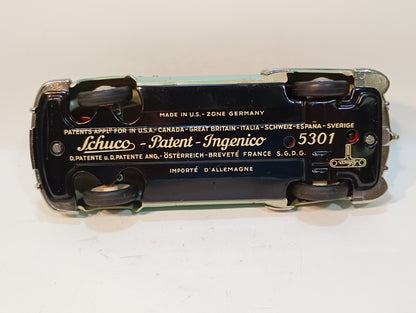 MADE IN U.S.-ZONE GERMANY
PATENTS APPLY FOR IN U.S.A.-CANADA-GREAT BRITAIN-ITALIA-SCHWEIZ-ESPAÑA-SVERIGE
Schuco-Patent-Ingenico 5301
D.PATENTE u.D.PATENTE ANG.-ÖSTERREICH-BREVETÉ FRANCE S.G.D.G.
IMPORTÉ D'ALLEMAGNE